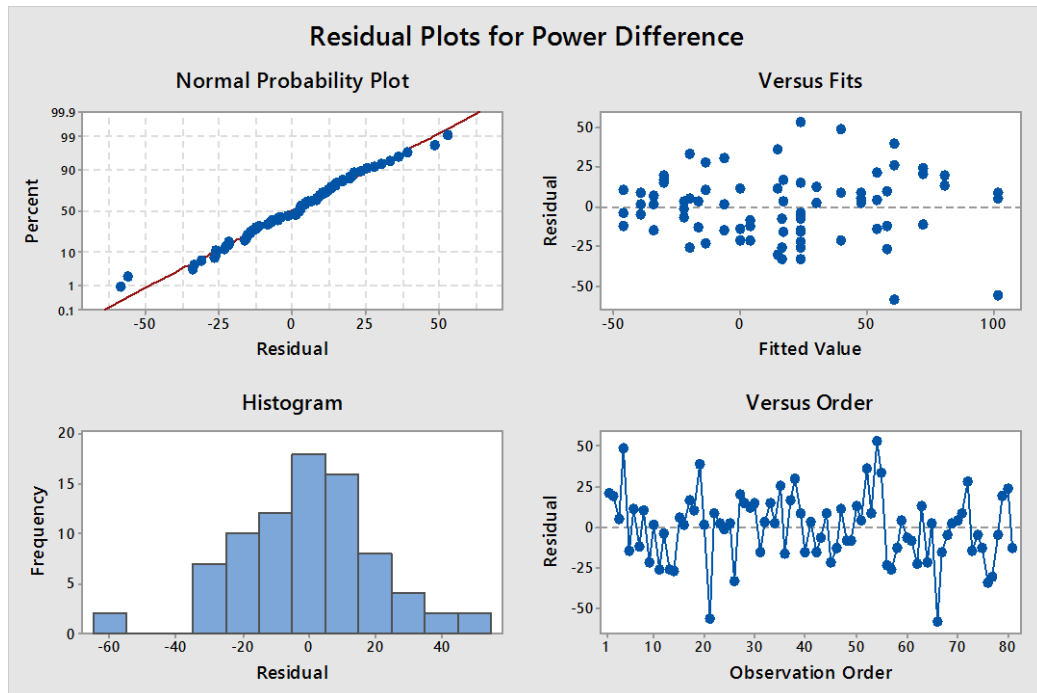 Residual Plots for Power Difference
Normal Probability Plot
99.9
99
90
50
10
1
0.1
Percent
-50 -25 0 25 50
Residual
Versus Fits
50
25
0
-25
-50
Residual
-50 0 50 100
Fitted Value
Histogram
20
15
10
5
0
Frequency
-60 -40 -20 0 20 40
Residual
Versus Order
50
25
0
-25
-50
Residual
1 10 20 30 40 50 60 70 80
Observation Order